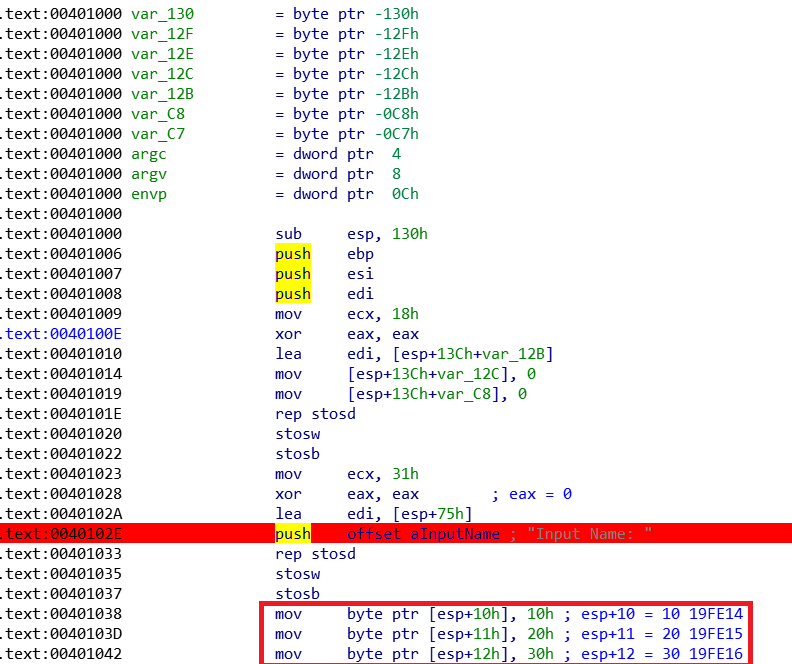 .text:00401000 var_130 = byte ptr -130h
.text:00401000 var_12F = byte ptr -12Fh
.text:00401000 var_12E = byte ptr -12Eh
.text:00401000 var_12C = byte ptr -12Ch
.text:00401000 var_12B = byte ptr -12Bh
.text:00401000 var_C8 = byte ptr -0C8h
.text:00401000 var_C7 = byte ptr -0C7h
.text:00401000 argc = dword ptr 4
.text:00401000 argv = dword ptr 8
.text:00401000 envp = dword ptr 0Ch
.text:00401000
.text:00401000 sub esp, 130h
.text:00401006 push ebp
.text:00401007 push esi
.text:00401008 push edi
.text:00401009 mov ecx, 18h
.text:0040100E xor eax, eax
.text:00401010 lea edi, [esp+13Ch+var_12B]
.text:00401014 mov [esp+13Ch+var_12C], 0
.text:00401019 mov [esp+13Ch+var_C8], 0
.text:0040101E rep stosd
.text:00401020 stosw
.text:00401022 stosb
.text:00401023 mov ecx, 31h
.text:00401028 xor eax, eax ; eax = 0
.text:0040102A lea edi, [esp+75h]
.text:0040102E push offset aInputName ; "Input Name: "
.text:00401033 rep stosd
.text:00401035 stosw
.text:00401037 stosb
.text:00401038 mov byte ptr [esp+10h], 10h ; esp+10 = 10 19FE14
.text:0040103D mov byte ptr [esp+11h], 20h ; esp+11 = 20 19FE15
.text:00401042 mov byte ptr [esp+12h], 30h ; esp+12 = 30 19FE16